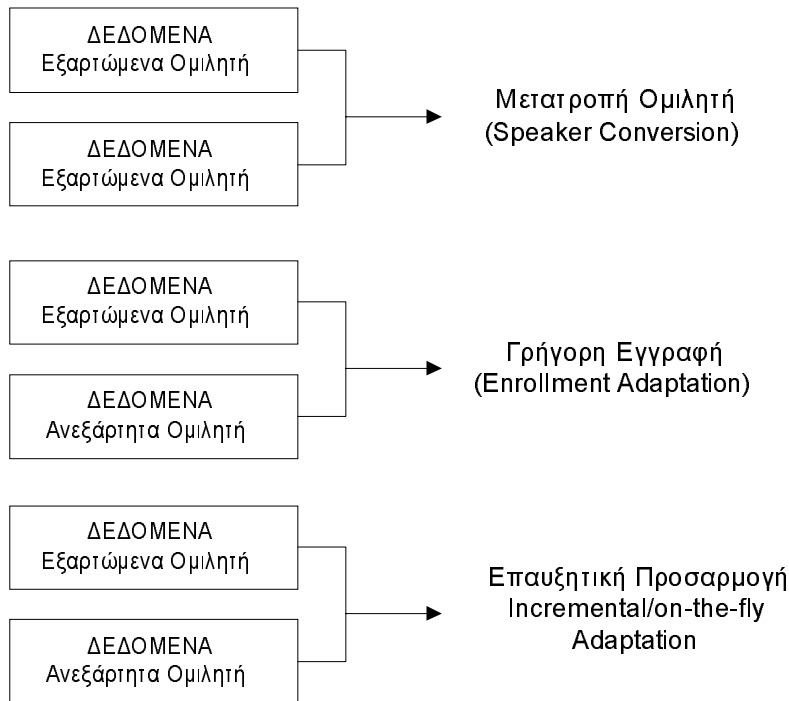 ΔΕΔΟΜΕΝΑ
Εξαρτώμενα Ομιλητή
ΔΕΔΟΜΕΝΑ
Εξαρτώμενα Ομιλητή
Μετατροπή Ομιλητή
(Speaker Conversion)
ΔΕΔΟΜΕΝΑ
Εξαρτώμενα Ομιλητή
ΔΕΔΟΜΕΝΑ
Ανεξάρτητα Ομιλητή
Γρήγορη Εγγραφή
(Enrollment Adaptation)
ΔΕΔΟΜΕΝΑ
Εξαρτώμενα Ομιλητή
ΔΕΔΟΜΕΝΑ
Ανεξάρτητα Ομιλητή
Επαυξητική Προσαρμογή
Incremental/on-the-fly
Adaptation